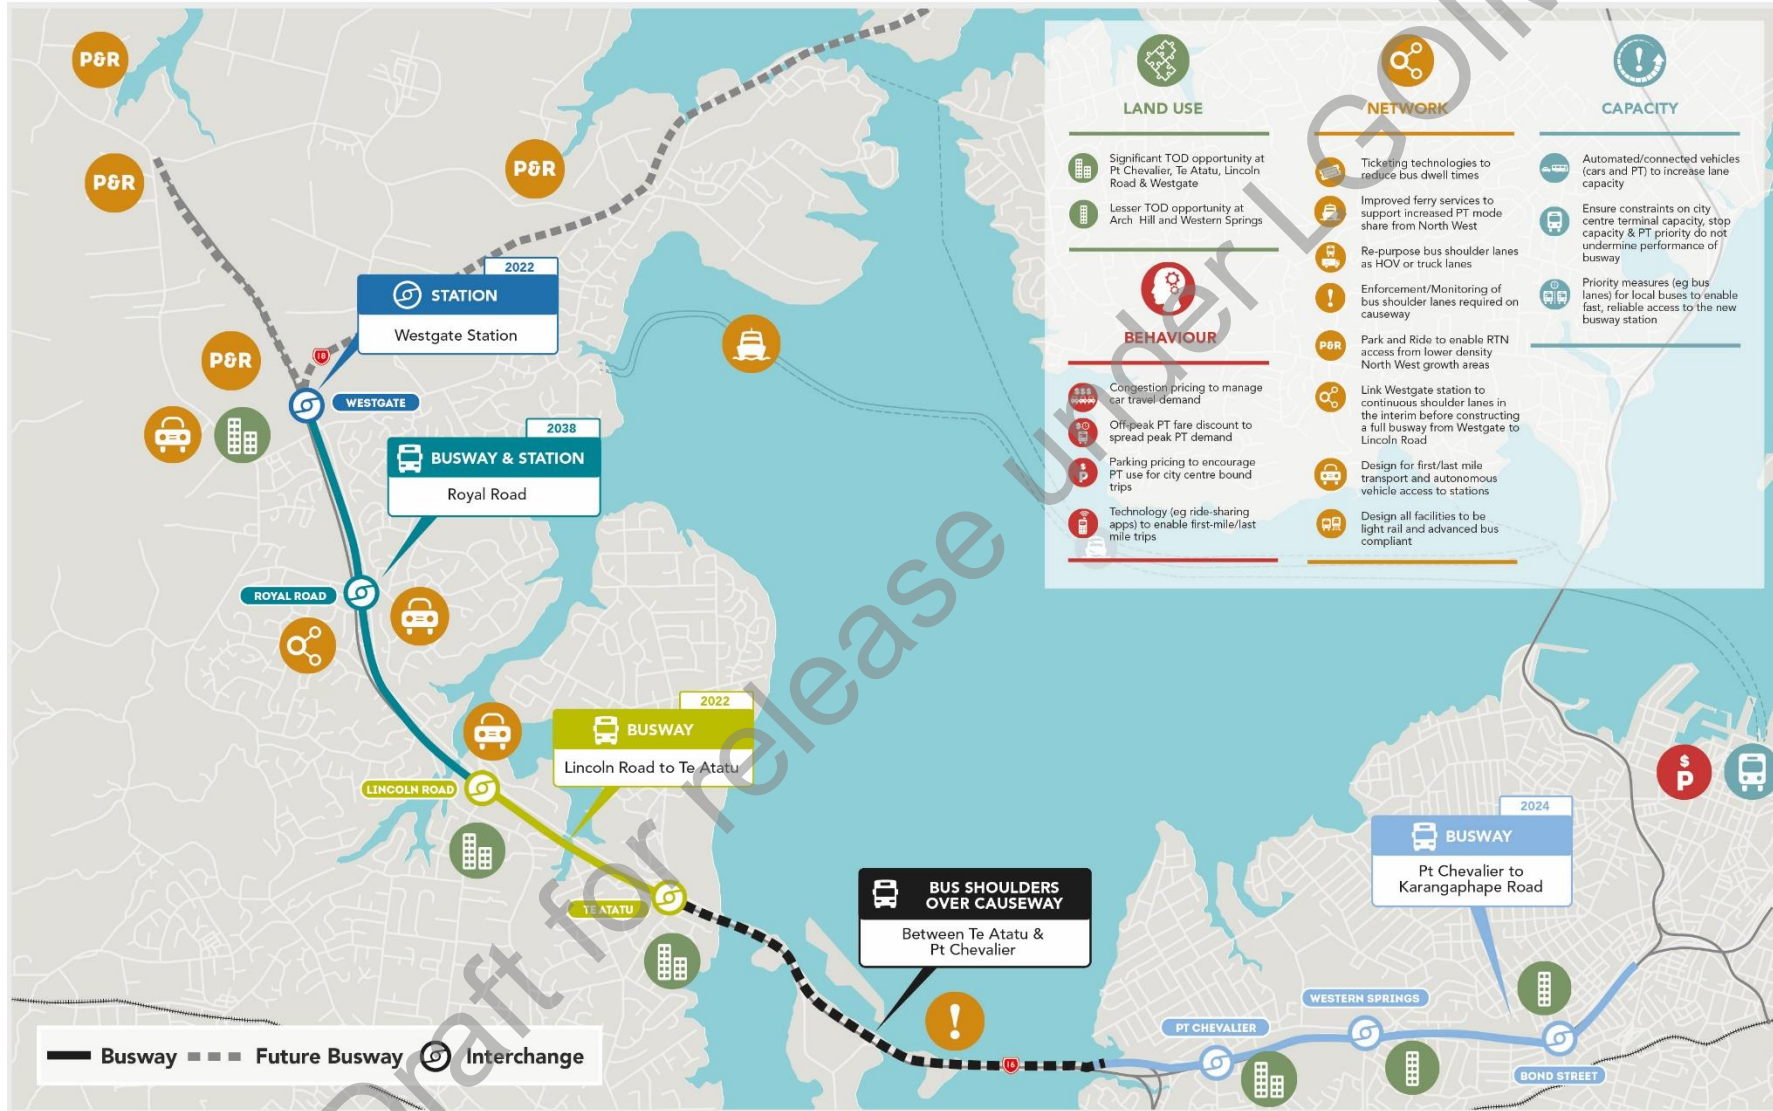 P&R
P&R
P&R
2022
STATION
Westgate Station
18
P&R
WESTGATE
2038
BUSWAY & STATION
Royal Road
ROYAL ROAD
2022
BUSWAY
Lincoln Road to Te Atatu
LINCOLN ROAD
TE ATATU
BUS SHOULDERS
OVER CAUSEWAY
Between Te Atatu &
Pt Chevalier
!
16
2024
BUSWAY
Pt Chevalier to
Karangaphape Road
PT CHEVALIER
WESTERN SPRINGS
BOND STREET
$
P
LAND USE
Significant TOD opportunity at
Pt Chevalier, Te Atatu, Lincoln
Road & Westgate
Lesser TOD opportunity at
Arch Hill and Western Springs
BEHAVIOUR
$$$
Congestion pricing to manage
car travel demand
Off-peak PT fare discount to
spread peak PT demand
$
P
Parking pricing to encourage
PT use for city centre bound
trips
Technology (eg ride-sharing
apps) to enable first-mile/last
mile trips
NETWORK
Ticketing technologies to
reduce bus dwell times
Improved ferry services to
support increased PT mode
share from North West
Re-purpose bus shoulder lanes
as HOV or truck lanes
!
Enforcement/Monitoring of
bus shoulder lanes required on
causeway
P&R
Park and Ride to enable RTN
access from lower density
North West growth areas
Link Westgate station to
continuous shoulder lanes in
the interim before constructing
a full busway from Westgate to
Lincoln Road
Design for first/last mile
transport and autonomous
vehicle access to stations
Design all facilities to be
light rail and advanced bus
compliant
!
CAPACITY
Automated/connected vehicles
(cars and PT) to increase lane
capacity
Ensure constraints on city
centre terminal capacity, stop
capacity & PT priority do not
undermine performance of
busway
Priority measures (eg bus
lanes) for local buses to enable
fast, reliable access to the new
busway station
Busway
Future Busway
Interchange
Draft for release under LGOIMA